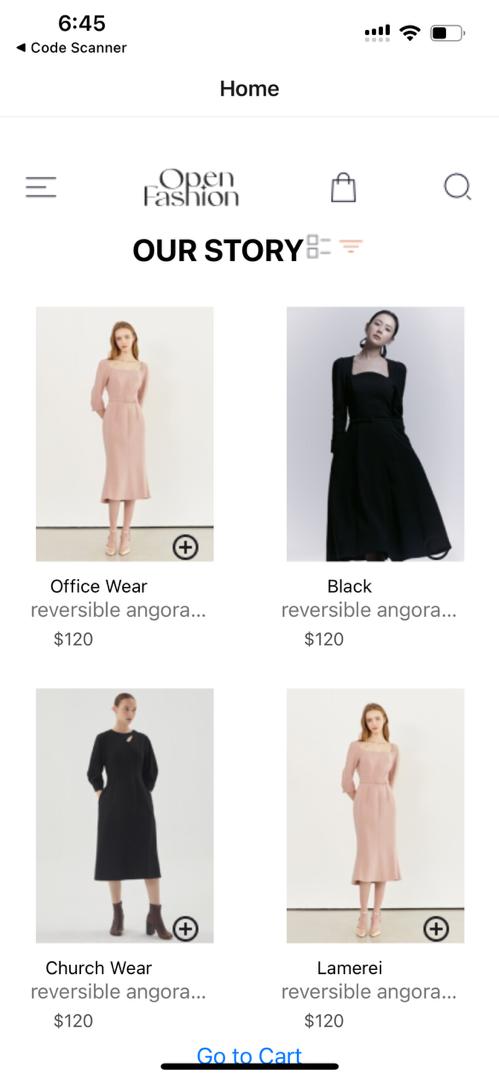 6:45
◀ Code Scanner
Home
Open
Fashion
OUR STORY
Office Wear
reversible angora...
$120
Black
reversible angora...
$120
Church Wear
reversible angora...
$120
Lamerei
reversible angora...
$120
Go to Cart